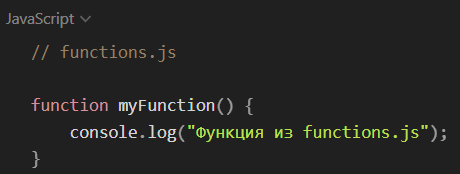 JavaScript
// functions.js
function myFunction() {
console.log("Функция из functions.js");
}